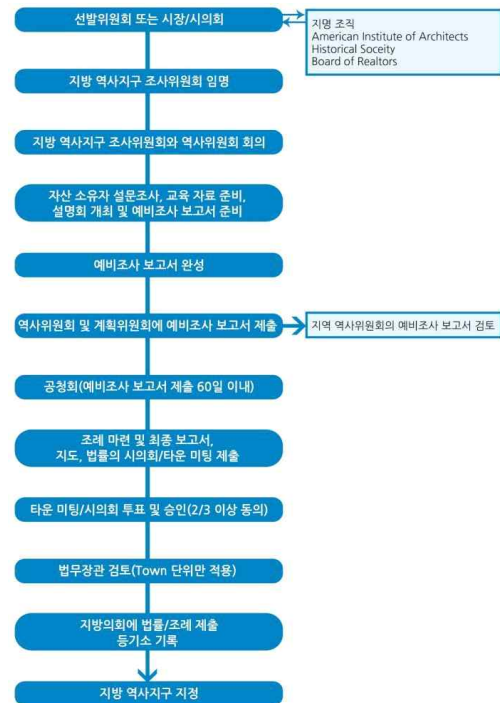 선발위원회 또는 시장/시의회
지명 조직
American Institute of Architects
Historical Soceity
Board of Realtors
지방 역사지구 조사위원회 임명
지방 역사지구 조사위원회와 역사위원회 회의
자산 소유자 설문조사, 교육 자료 준비,
설명회 개최 및 예비조사 보고서 준비
예비조사 보고서 완성
역사위원회 및 계획위원회에 예비조사 보고서 제출
지역 역사위원회의 예비조사 보고서 검토
공청회(예비조사 보고서 제출 60일 이내)
조례 마련 및 최종 보고서,
지도, 법률의 시의회/타운 미팅 제출
타운 미팅/시의회 투표 및 승인(2/3 이상 동의)
법무장관 검토(Town 단위만 적용)
지방의회에 법률/조례 제출
등기소 기록
지방 역사지구 지정